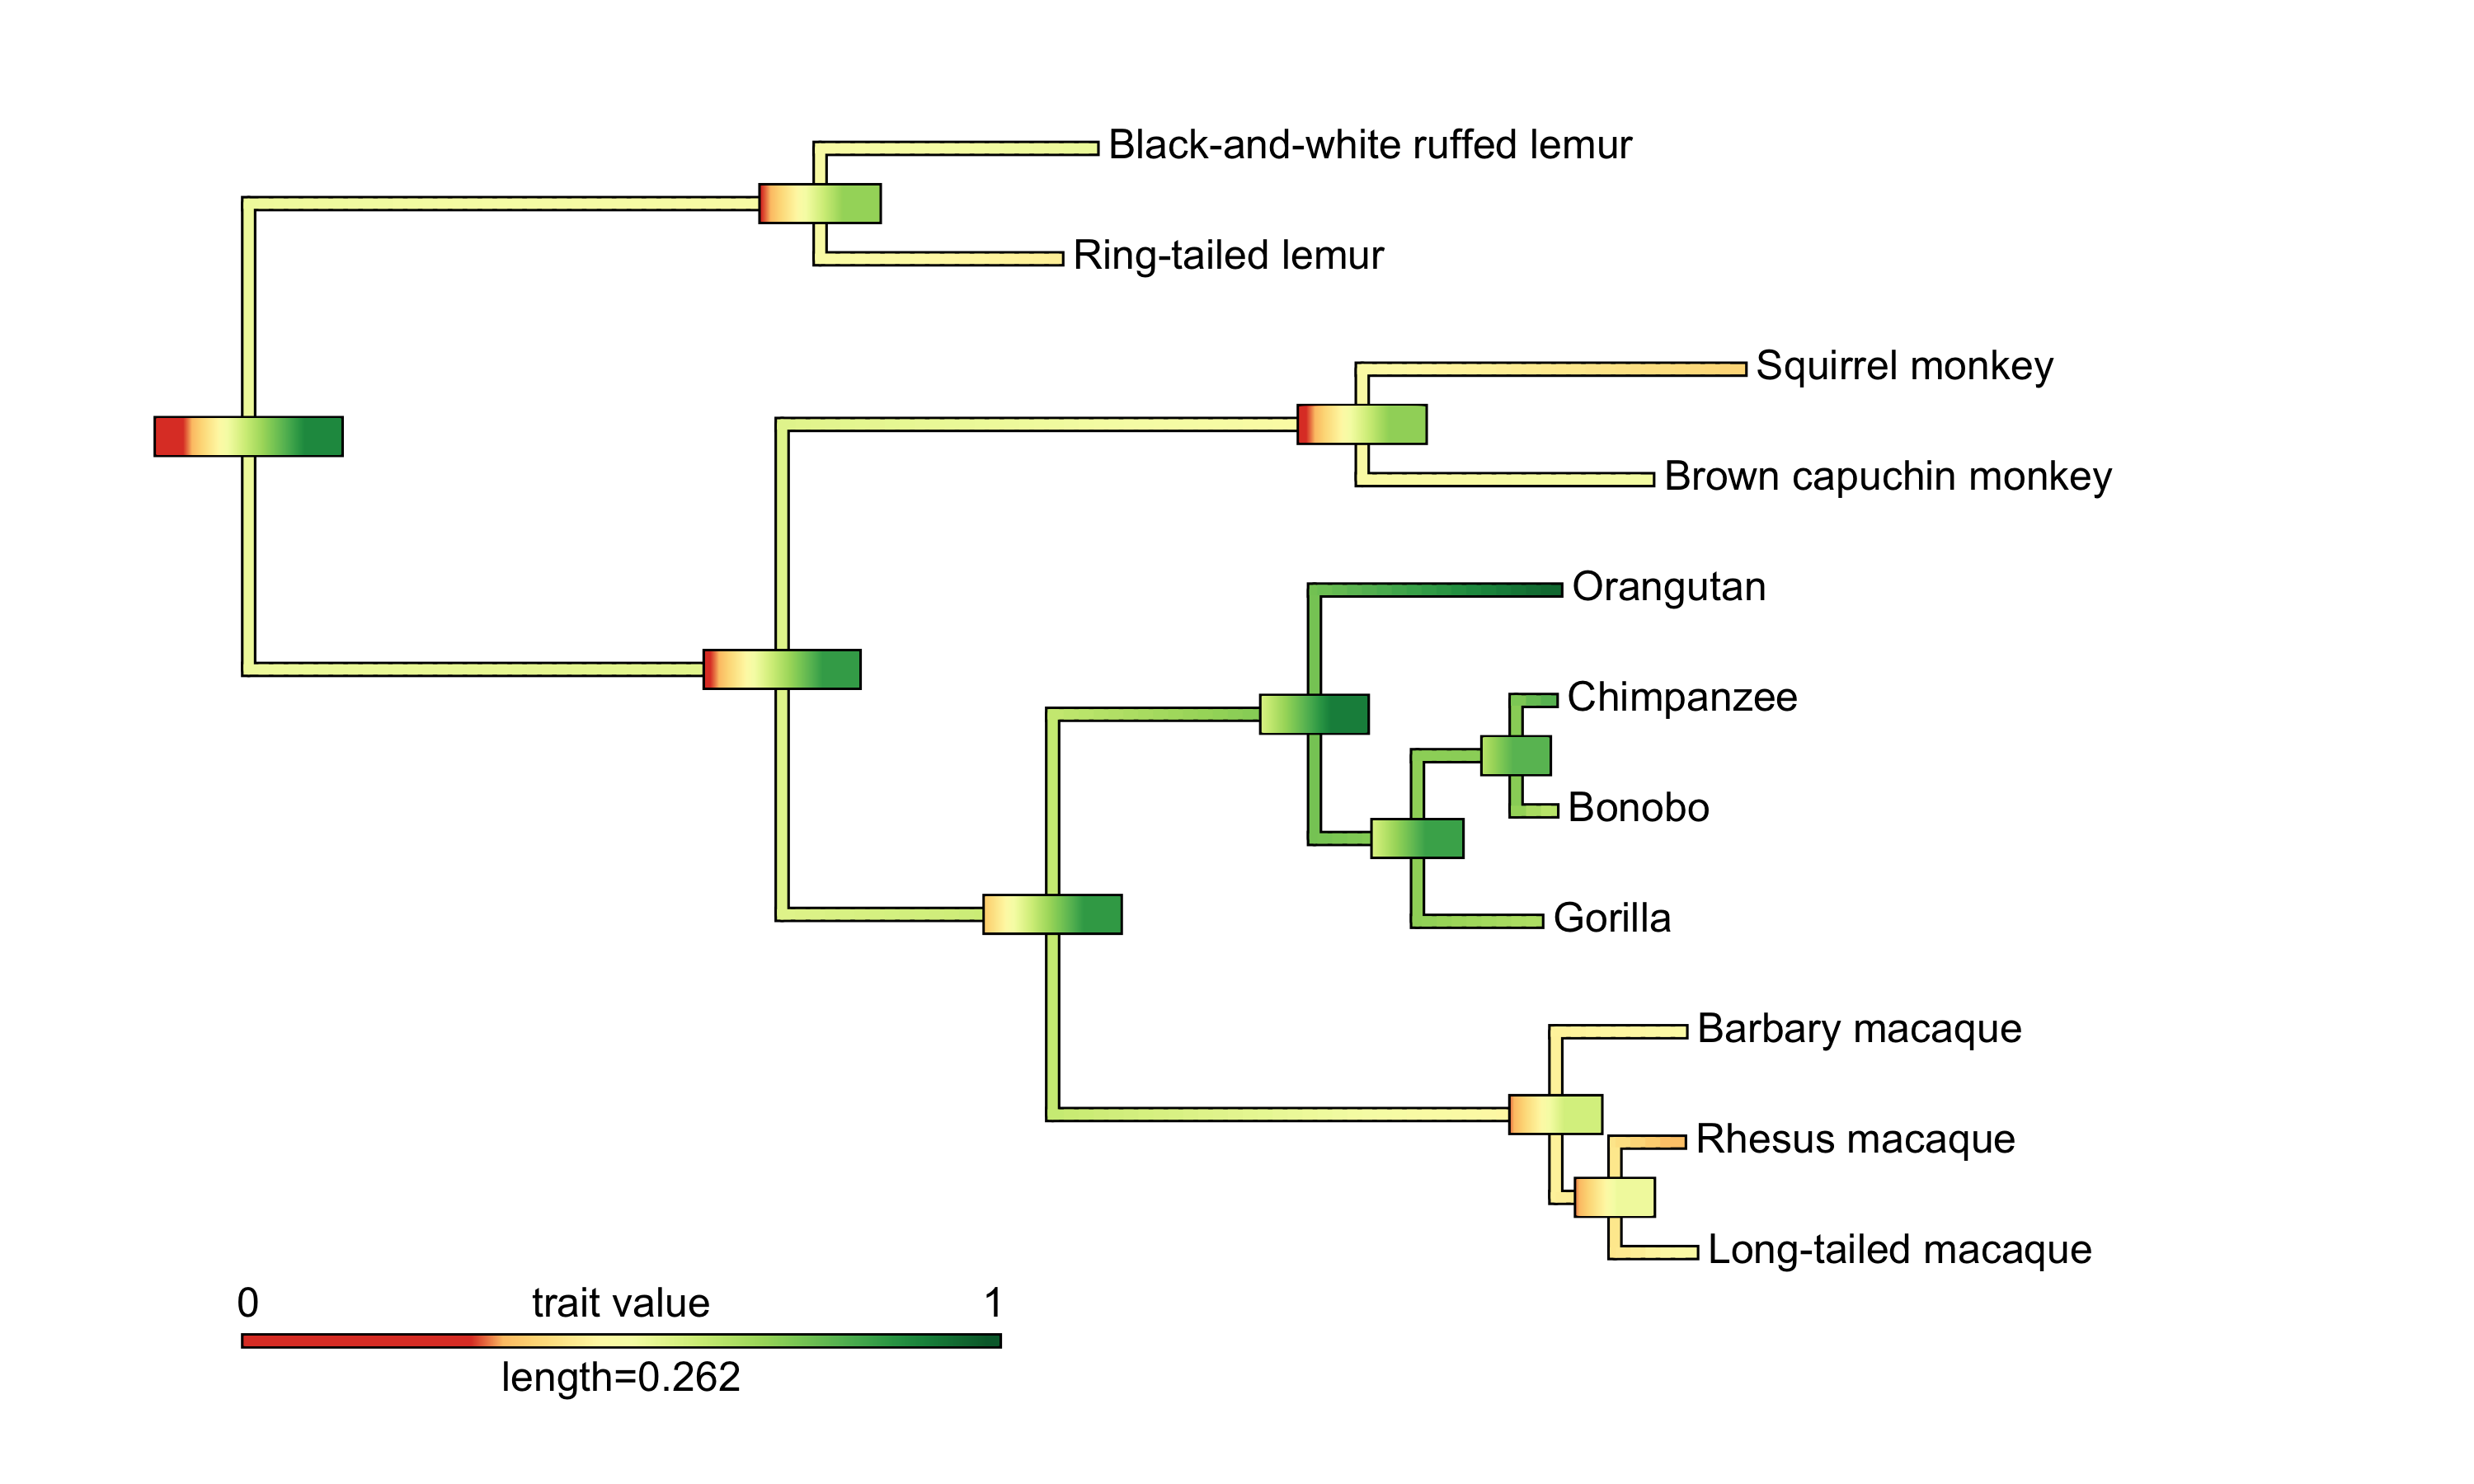 Black-and-white ruffed lemur
Ring-tailed lemur
Squirrel monkey
Brown capuchin monkey
Orangutan
Chimpanzee
Bonobo
Gorilla
Barbary macaque
Rhesus macaque
Long-tailed macaque
0 trait value 1
length=0.262